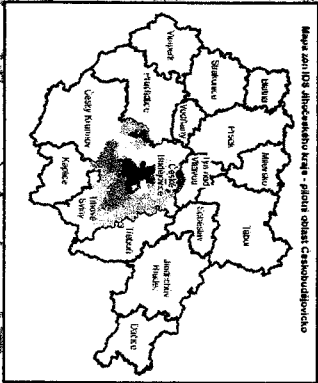 Mapa zón IDS Jihočeského kraje - pilotní oblast Českobudějovicko
Blatná
Milevsko
Tábor
Písek
Strakonice
Týn nad
Vltavou
Soběslav
Vodňany
Vimperk
Jindřichův
Hradec
Dačice
České
Budějovice
Prachatice
Třeboň
Trhové
Sviny
Český Krumlov
Kaplice